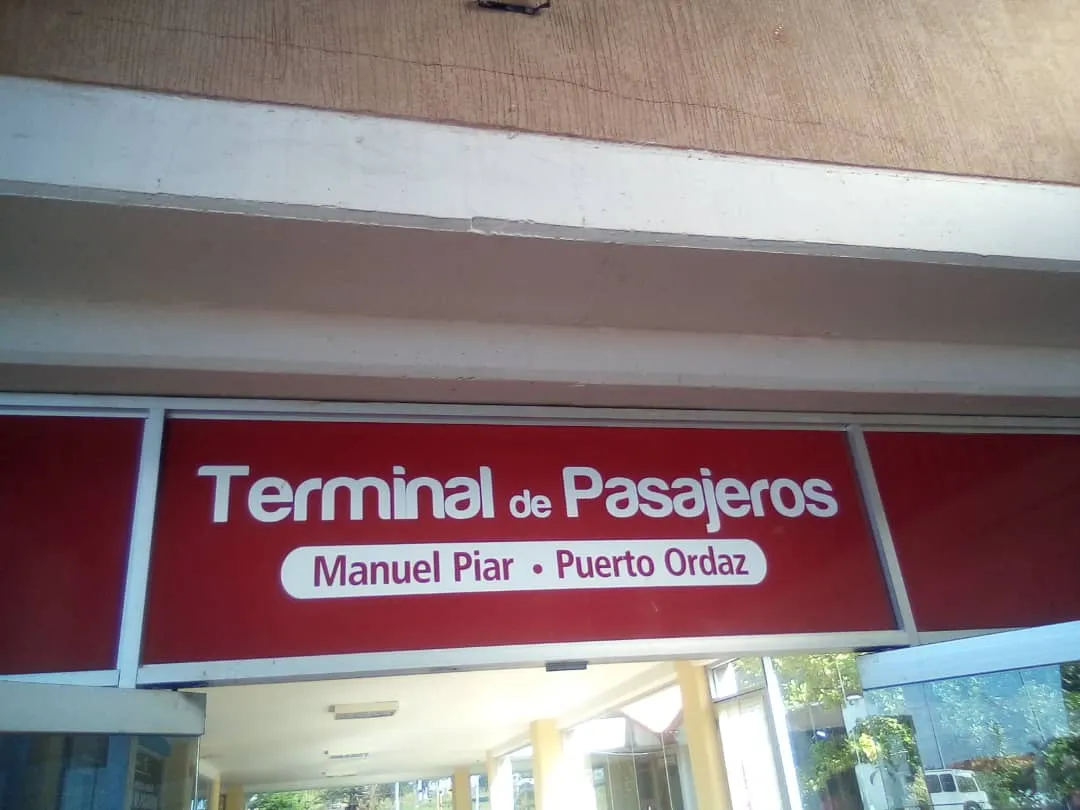 Terminal de Pasajeros
Manuel Piar • Puerto Ordaz